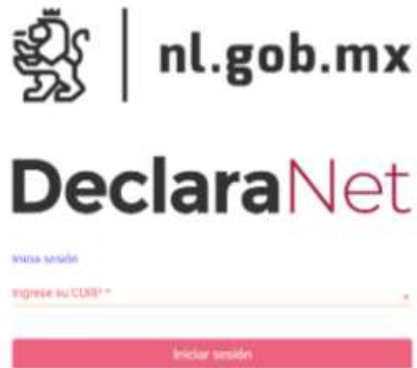 nl.gob.mx
DeclaraNet
Inicia sesión
Ingrese su CURP *
Iniciar sesión